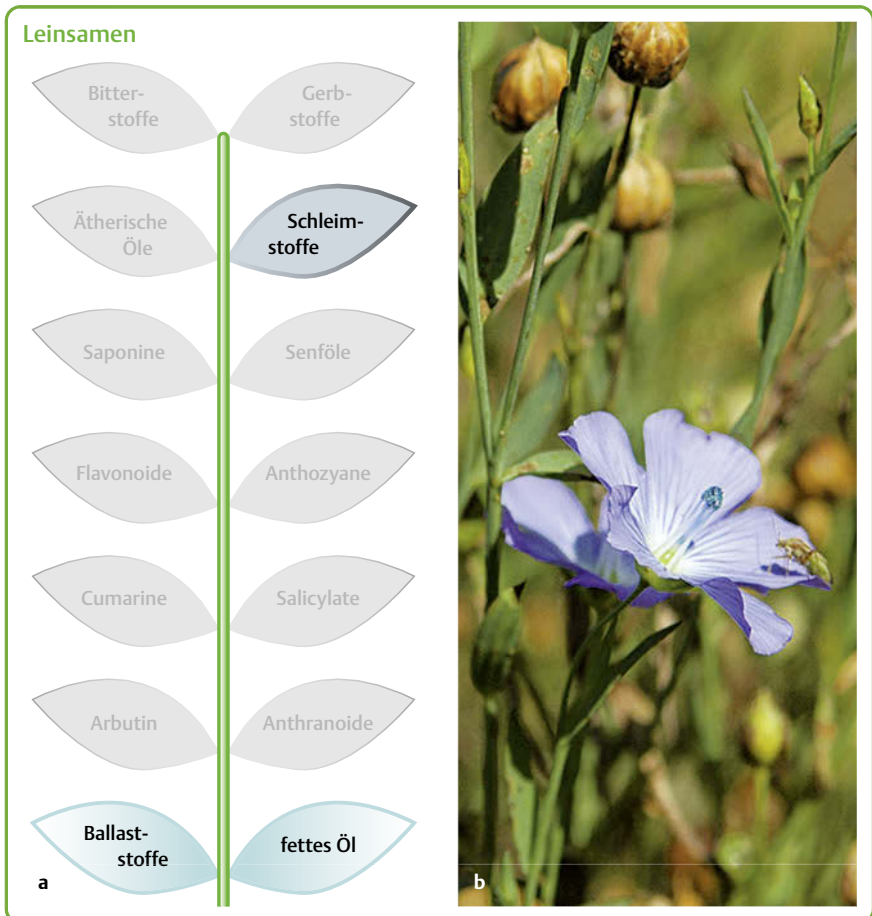 Leinsamen
Bitter-
stoffe
Gerb-
stoffe
Ätherische
Öle
Schleim-
stoffe
Saponine
Senföle
Flavonoide
Anthozyane
Cumarine
Salicylate
Arbutin
Anthranoide
Ballast-
stoffe
fettes Öl
a
b